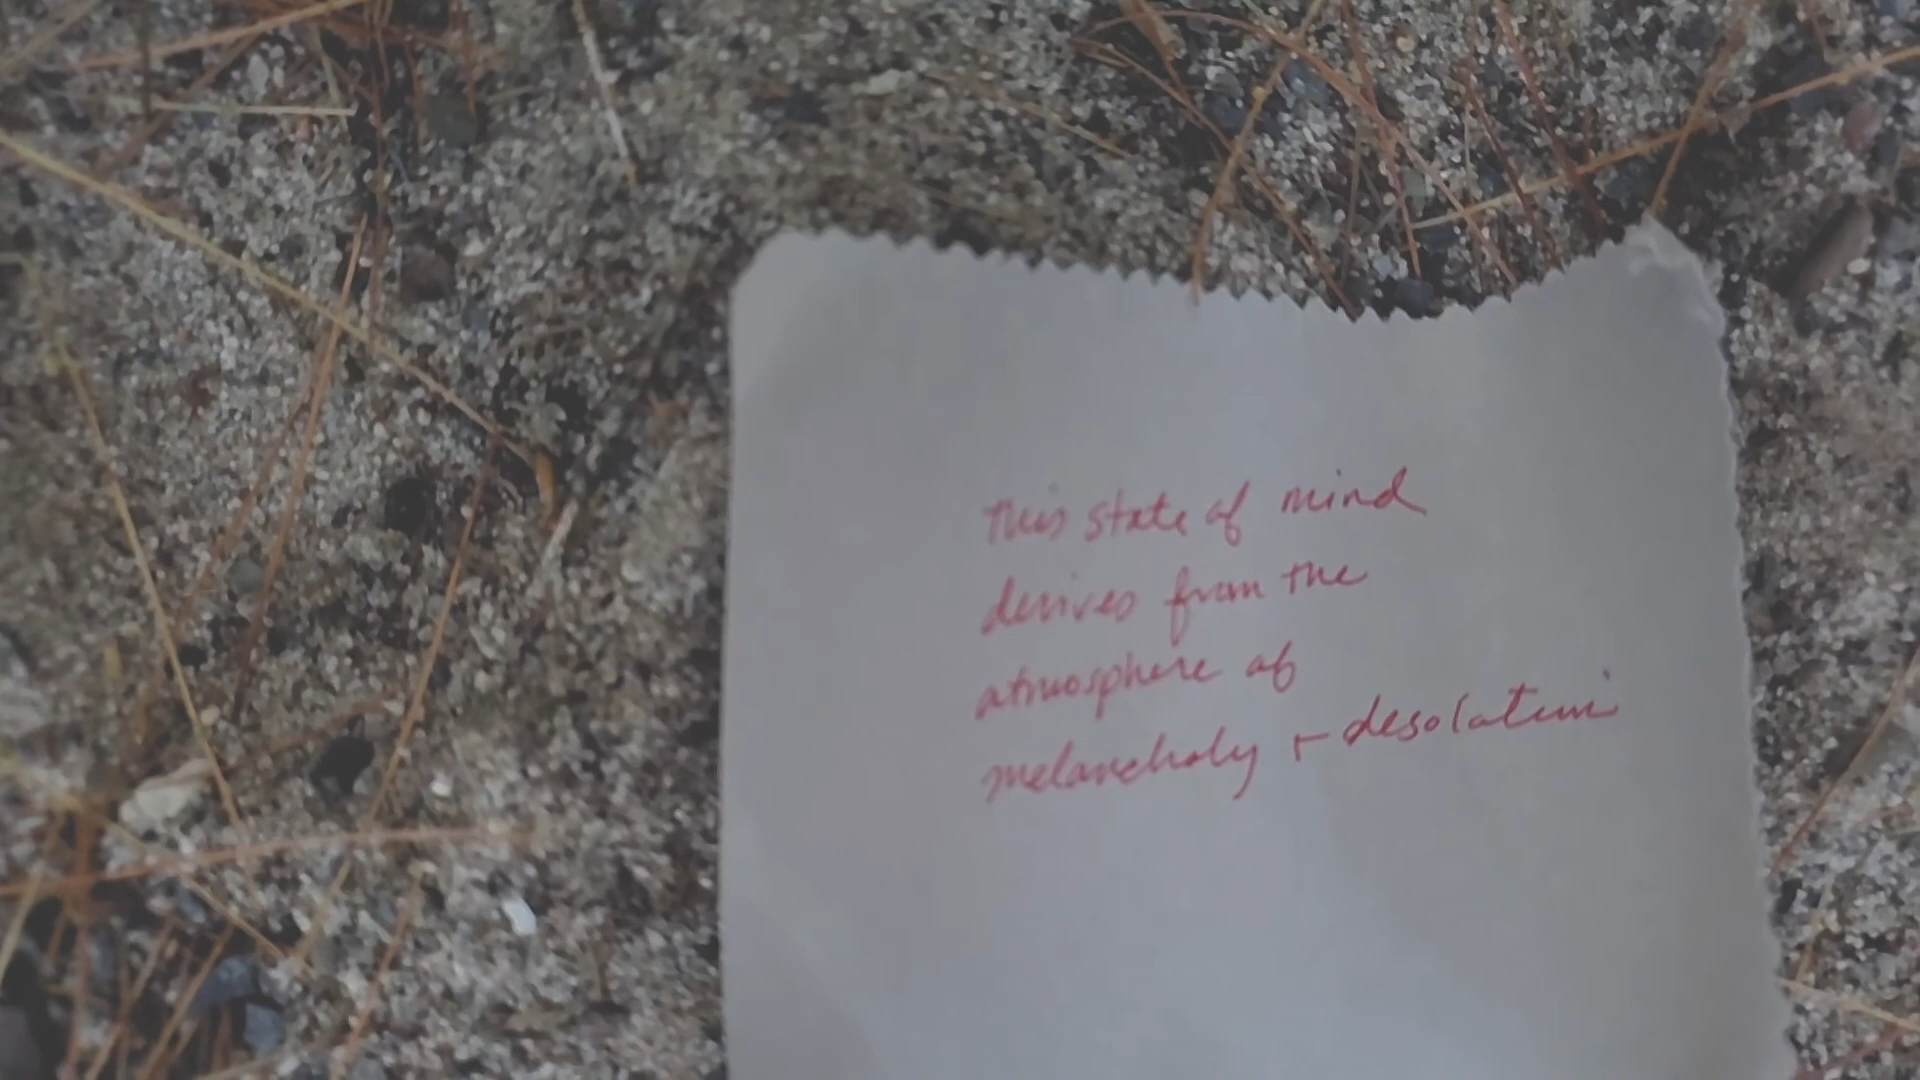 This state of mind
derives from the
atmosphere of
melancholy + desolation